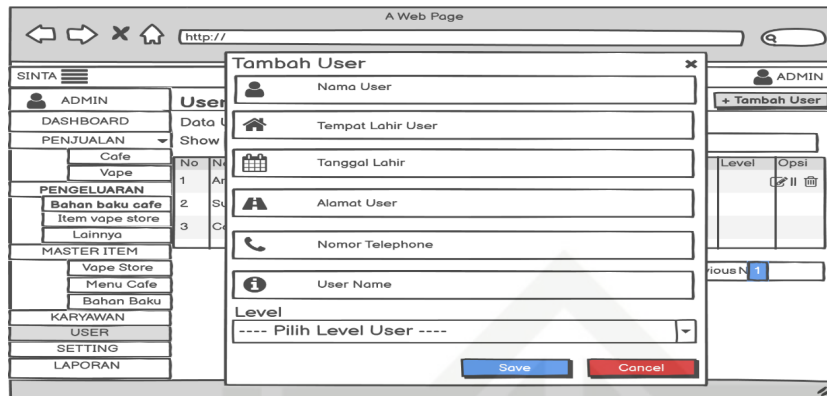 A Web Page
http://
SINTA
ADMIN
ADMIN
DASHBOARD
PENJUALAN
Cafe
Vape
PENGELUARAN
Bahan baku cafe
Item vape store
Lainnya
MASTER ITEM
Vape Store
Menu Cafe
Bahan Baku
KARYAWAN
USER
SETTING
LAPORAN
User
+ Tambah User
Data
Show
No Level Opsi
1
2
3
1
Tambah User
Nama User
Tempat Lahir User
Tanggal Lahir
Alamat User
Nomor Telephone
User Name
Level
---- Pilih Level User ----
Save Cancel